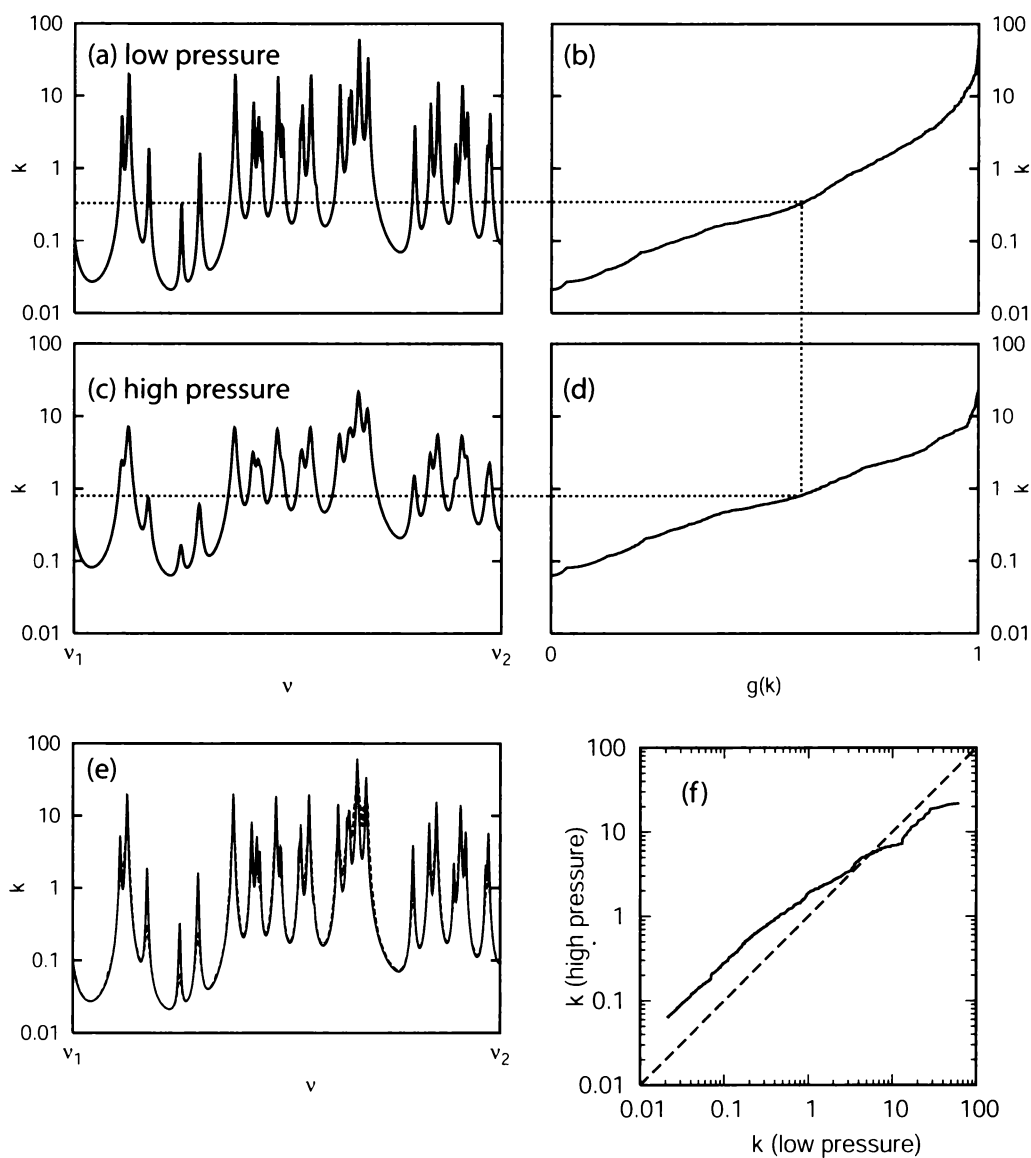 100
(a) low pressure
10
k
1
0.1
0.01
(b)
100
10
k
1
0.1
0.01
100
(c) high pressure
10
k
1
0.1
0.01
ν1
ν
ν2
(d)
100
10
k
1
0.1
0.01
0
g(k)
1
100
(e)
10
k
1
0.1
0.01
ν1
ν
ν2
100
(f)
10
k (high pressure)
1
0.1
0.01
0.01
0.1
1
10
100
k (low pressure)